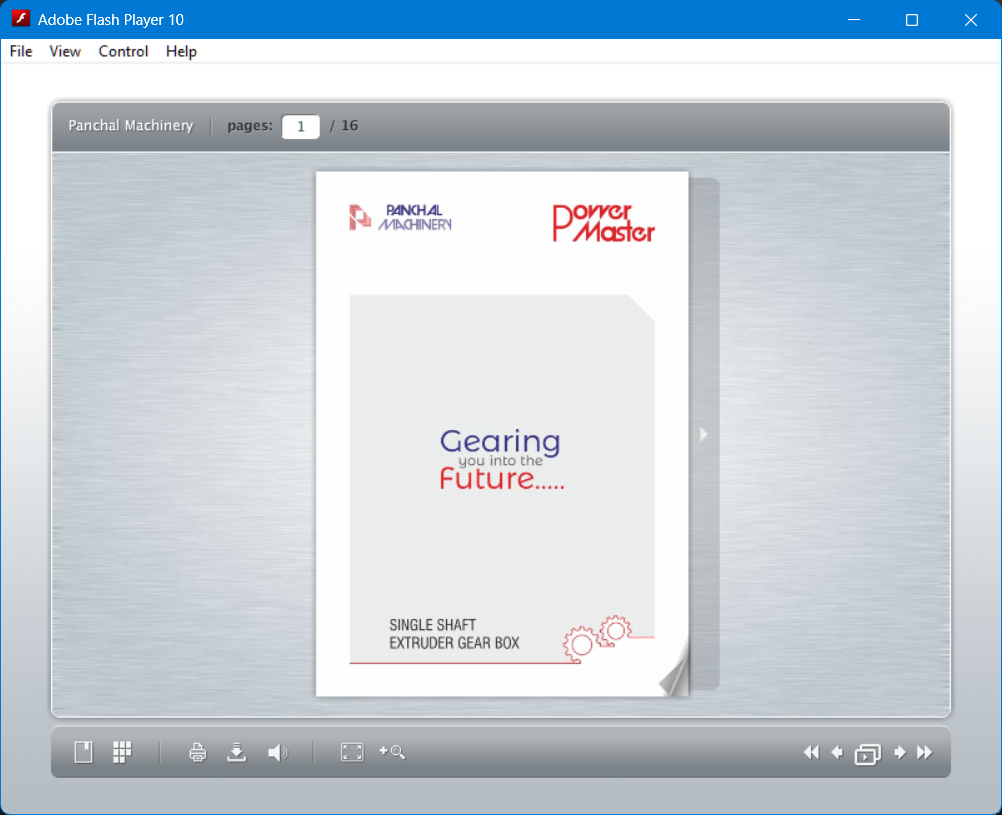 Adobe Flash Player 10
File View Control Help
Panchal Machinery pages: 1 / 16
PANCHAL
MACHINERY
Power
Master
Gearing
you into the
Future.....
SINGLE SHAFT
EXTRUDER GEAR BOX